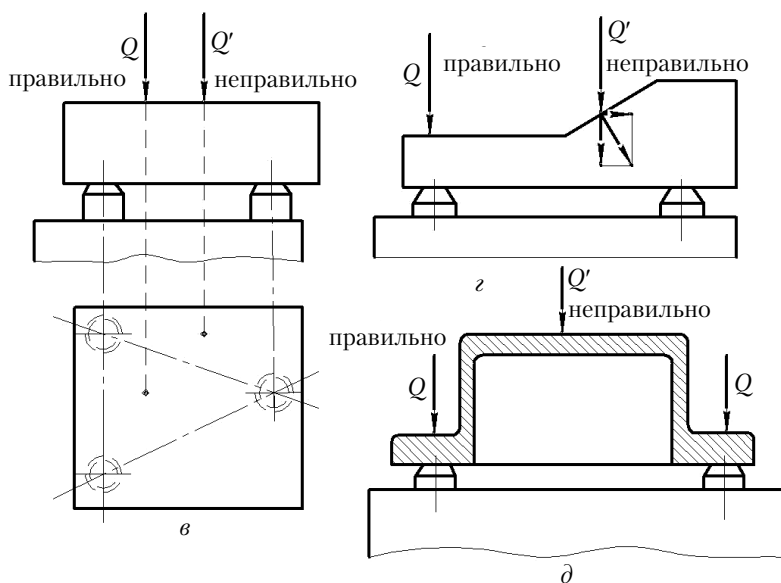 Q Q′
правильно неправильно
в
Q Q′
правильно неправильно
г
Q′
неправильно
правильно
Q Q
д